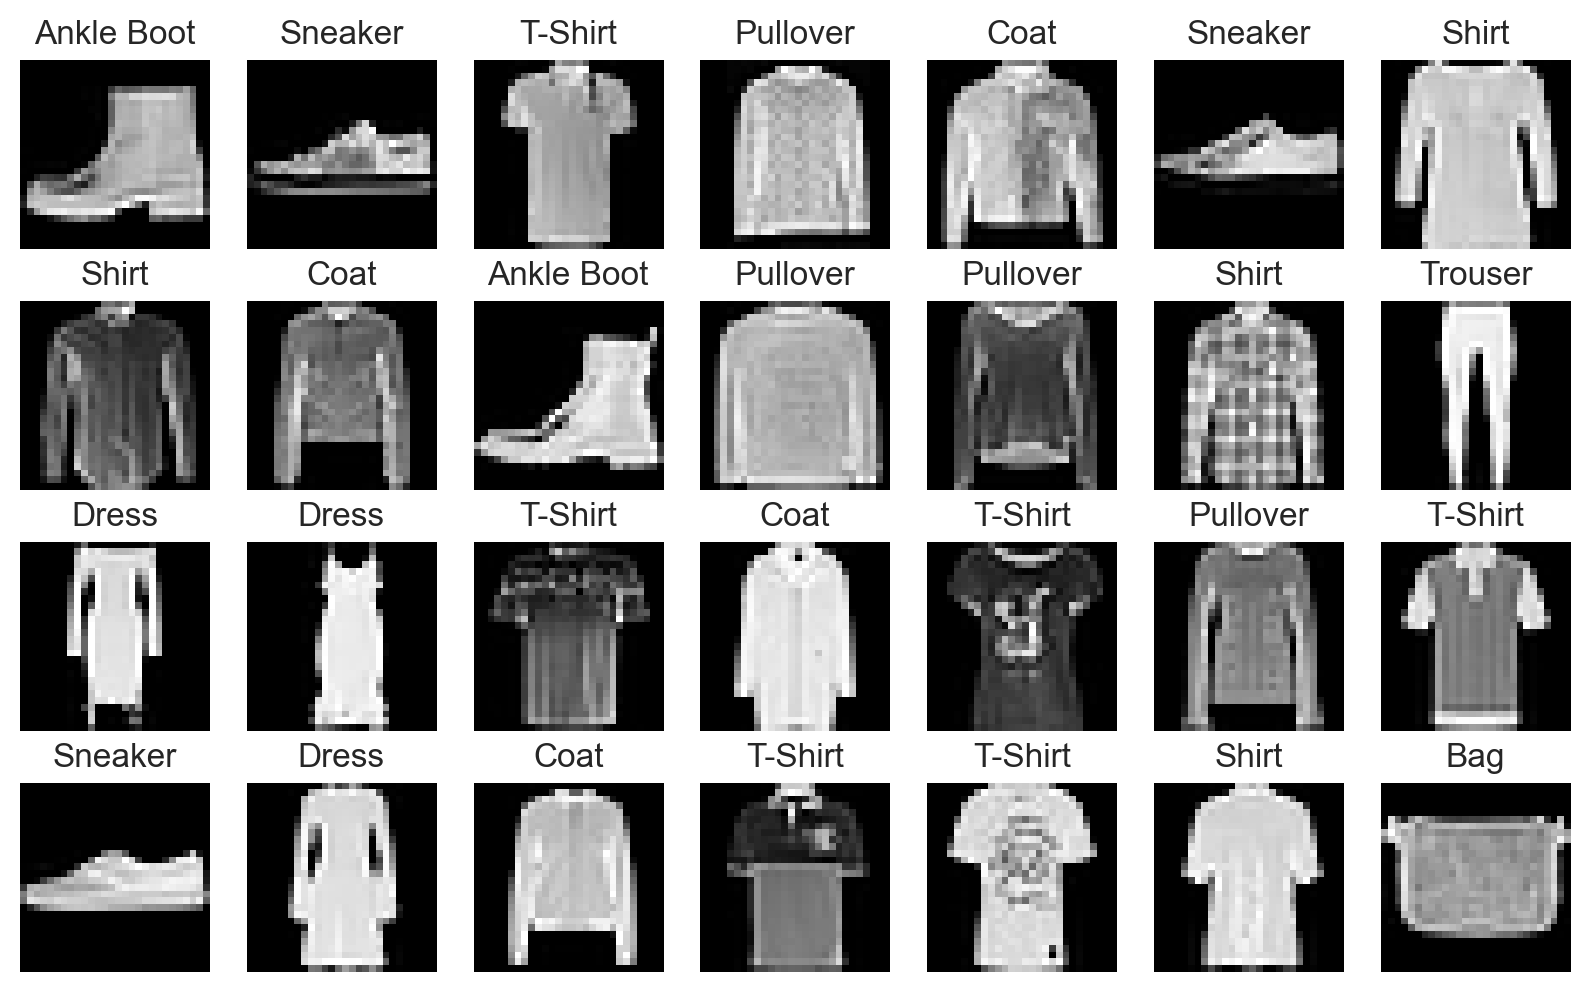 Ankle Boot Sneaker T-Shirt Pullover Coat Sneaker Shirt
Shirt Coat Ankle Boot Pullover Pullover Shirt Trouser
Dress Dress T-Shirt Coat T-Shirt Pullover T-Shirt
Sneaker Dress Coat T-Shirt T-Shirt Shirt Bag